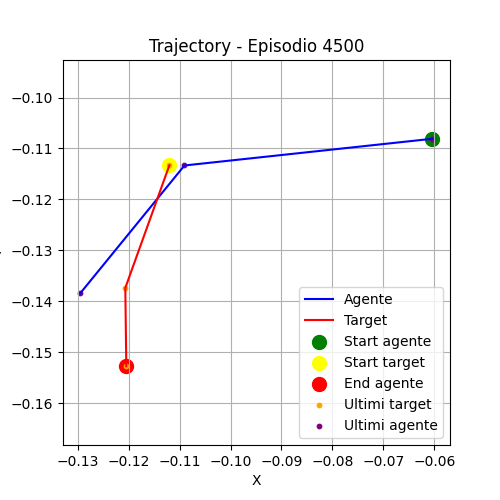 Trajectory - Episodio 4500
−0.10
−0.11
−0.12
−0.13
−0.14
−0.15
−0.16
Agente
Target
Start agente
Start target
End agente
Ultimi target
Ultimi agente
−0.13 −0.12 −0.11 −0.10 −0.09 −0.08 −0.07 −0.06
X